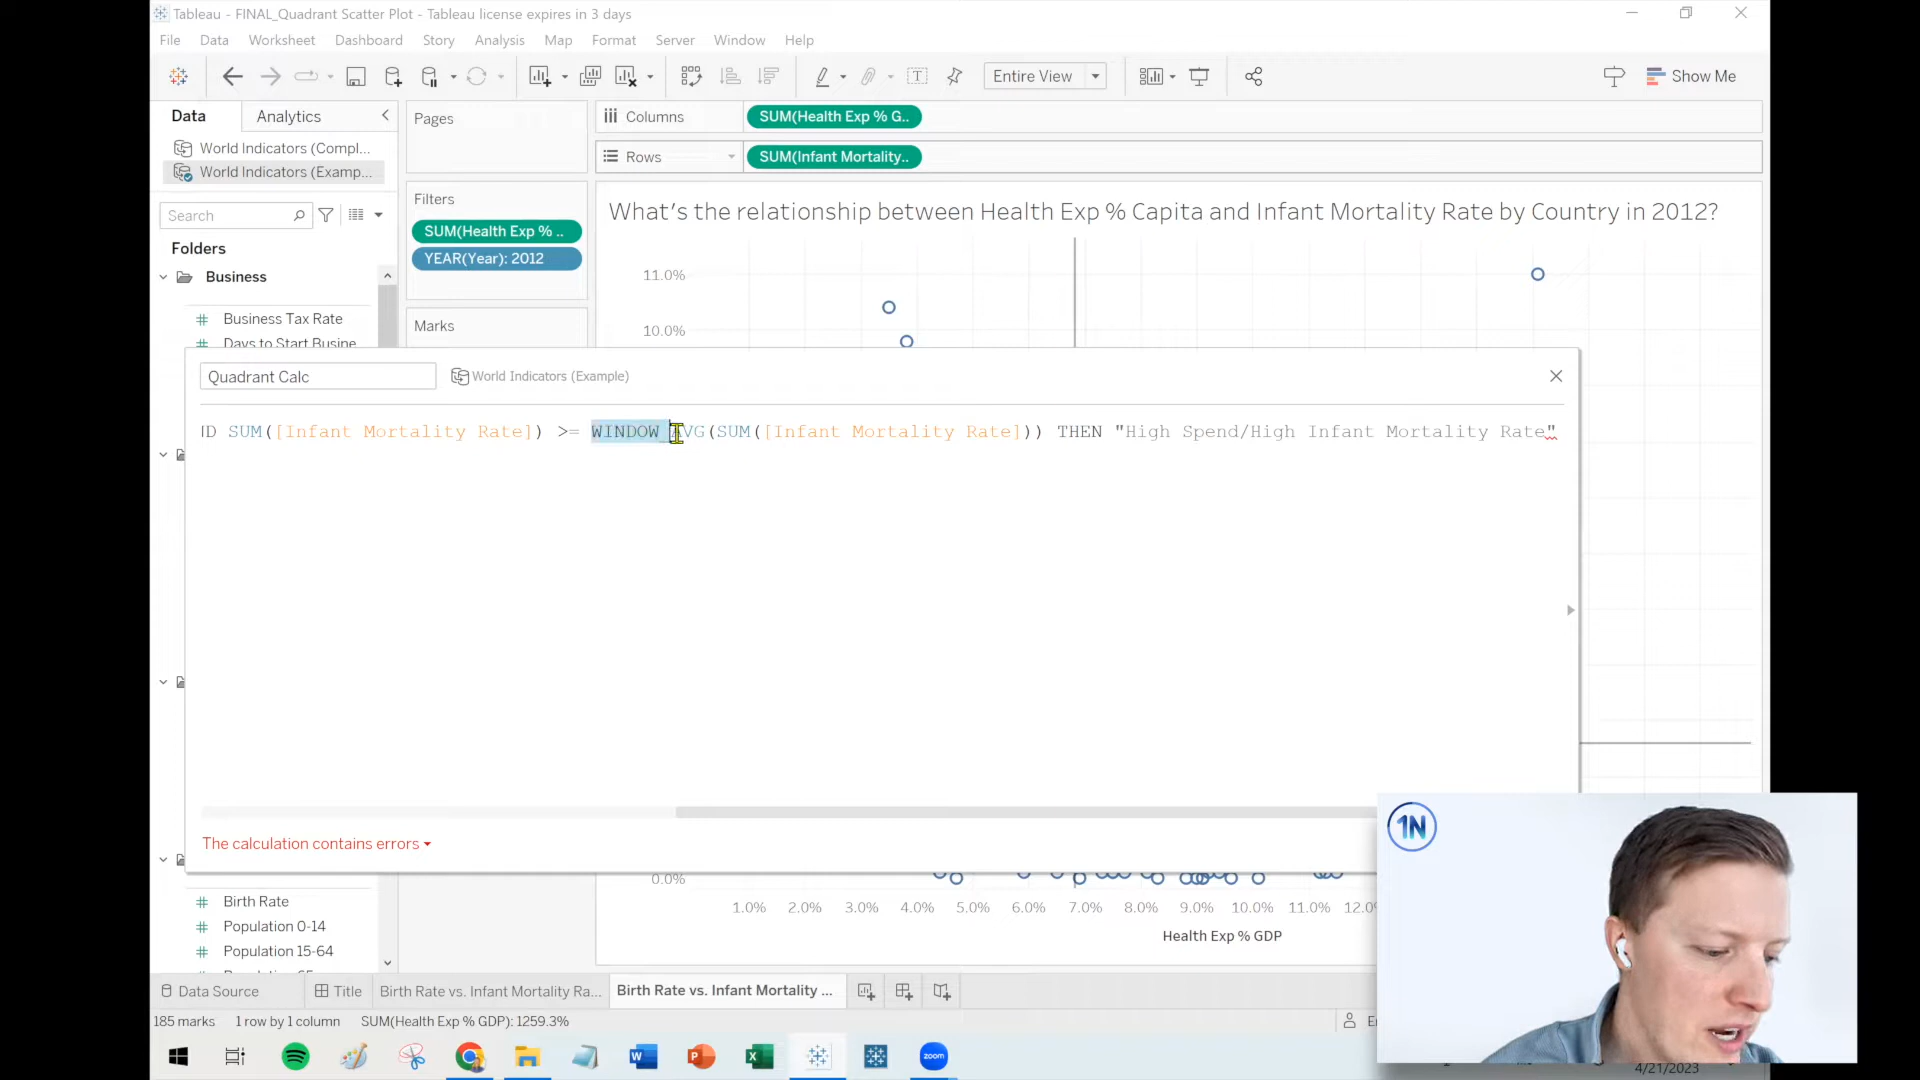 Tableau - FINAL_Quadrant Scatter Plot - Tableau license expires in 3 days
File Data Worksheet Dashboard Story Analysis Map Format Server Window Help
Entire View
Show Me
Data Analytics
Pages
Columns SUM(Health Exp % G..
World Indicators (Compl...
Rows SUM(Infant Mortality..
World Indicators (Examp...
Filters
Search
SUM(Health Exp % ..
What's the relationship between Health Exp % Capita and Infant Mortality Rate by Country in 2012?
Folders
YEAR(Year): 2012
Business
11.0%
Business Tax Rate
Marks
10.0%
Days to Start Busine
Quadrant Calc
World Indicators (Example)
SUM([Infant Mortality Rate]) >= WINDOW_AVG(SUM([Infant Mortality Rate])) THEN "High Spend/High Infant Mortality Rate"
The calculation contains errors
1N
0.0%
Birth Rate
1.0% 2.0% 3.0% 4.0% 5.0% 6.0% 7.0% 8.0% 9.0% 10.0% 11.0% 12.0
Population 0-14
Health Exp % GDP
Population 15-64
Data Source
Title
Birth Rate vs. Infant Mortality Ra...
Birth Rate vs. Infant Mortality ...
185 marks 1 row by 1 column SUM(Health Exp % GDP): 1259.3%
W
P
X
zoom
4/21/2023